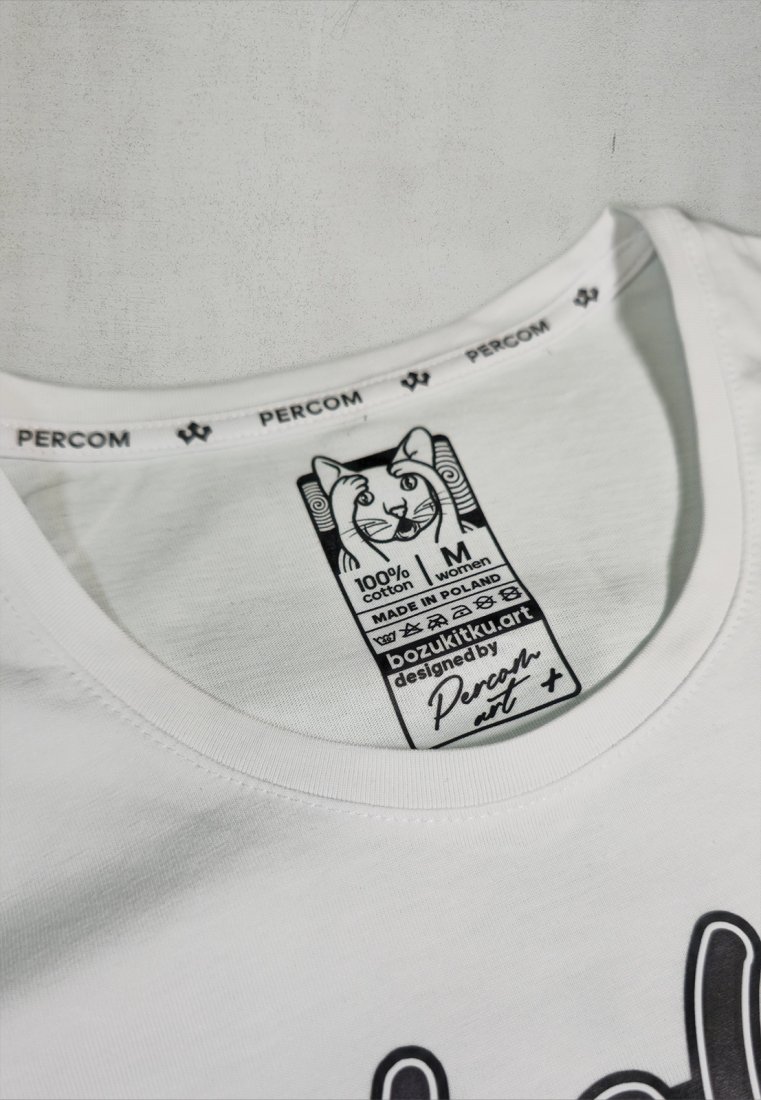 PERCOM PERCOM PERCOM
100% cotton
M women
MADE IN POLAND
bozukitku.art
designed by
Percom
art